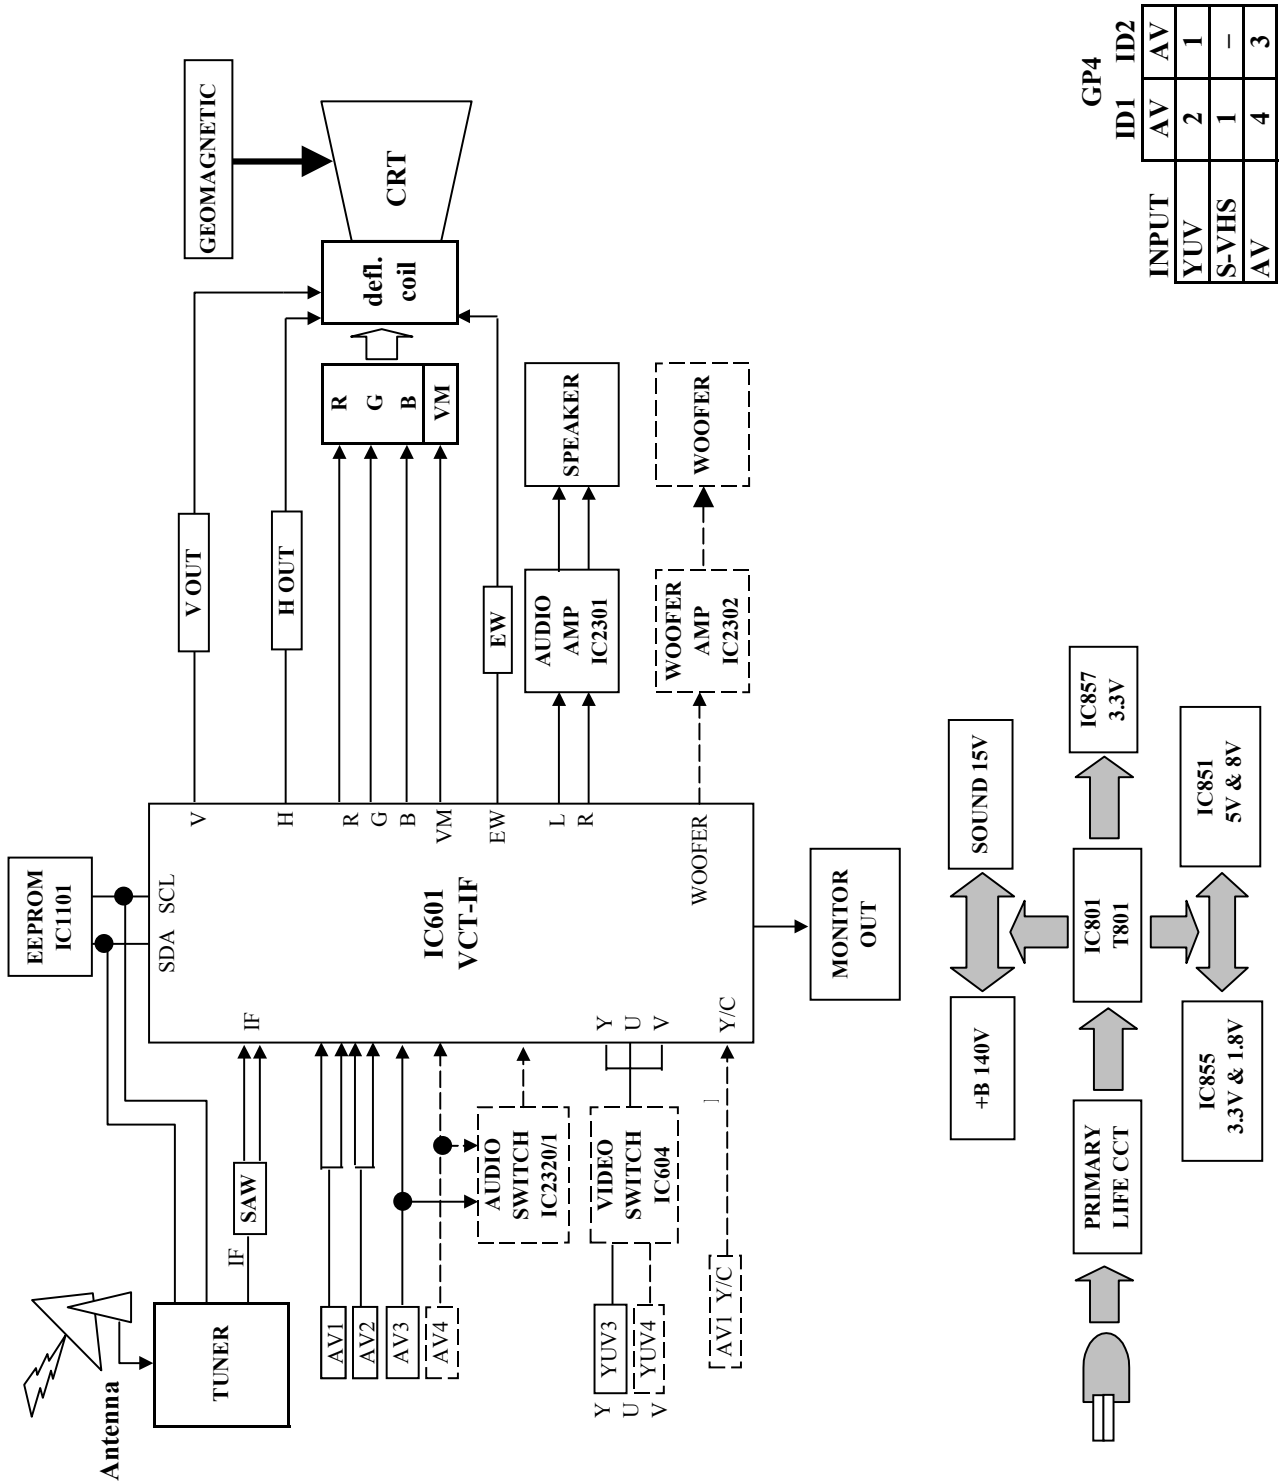 GEOMAGNETIC
CRT
defl.
coil
R
G
B
VM
V OUT
H OUT
EW
SPEAKER
WOOFER
AUDIO
AMP
IC2301
WOOFER
AMP
IC2302
EEPROM
IC1101
SDA
SCL
V
H
R
G
B
VM
EW
L
R
WOOFER
IC601
VCT-IF
IF
Y
U
V
Y/C
MONITOR
OUT
SAW
IF
AUDIO
SWITCH
IC2320/1
VIDEO
SWITCH
IC604
Antenna
TUNER
AV1
AV2
AV3
AV4
Y
U
V
YUV3
YUV4
AV1 Y/C
PRIMARY
LIFE CCT
IC801
T801
+B 140V
SOUND 15V
IC857
3.3V
IC855
3.3V & 1.8V
IC851
5V & 8V
GP4
ID1 ID2
INPUT AV AV
YUV 2 1
S-VHS 1 –
AV 4 3